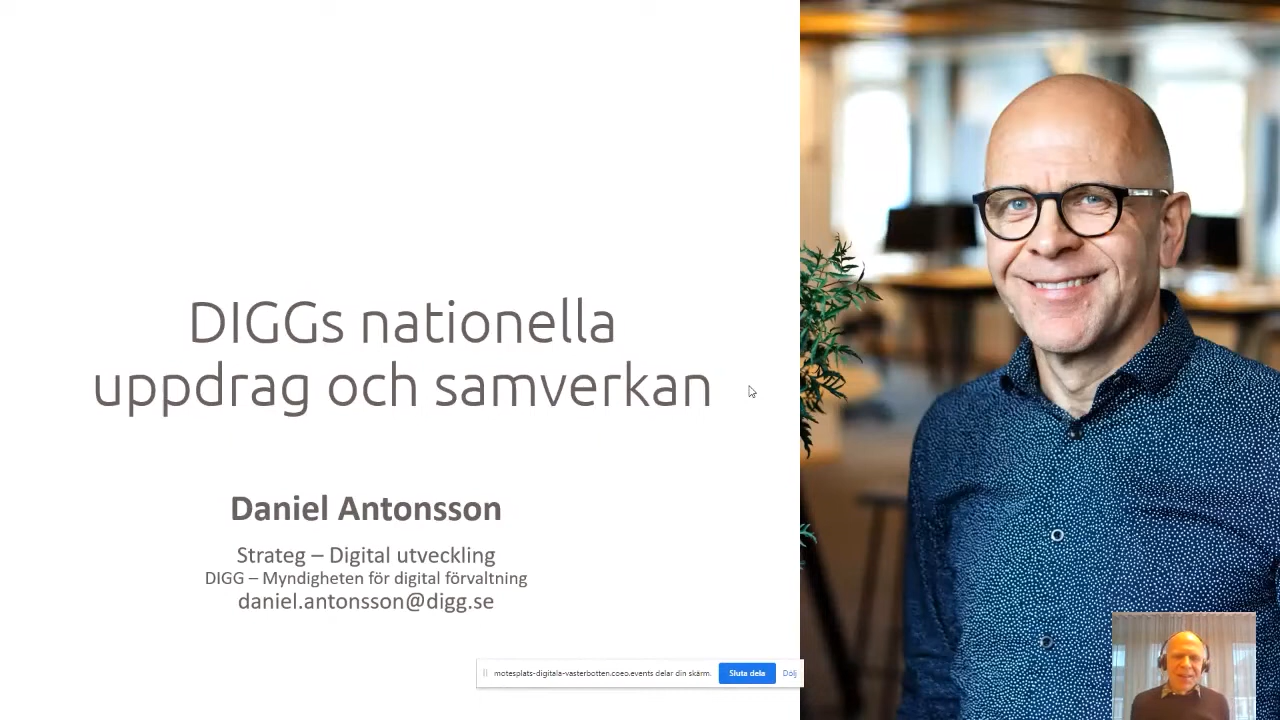 DIGGs nationella
uppdrag och samverkan
Daniel Antonsson
Strateg – Digital utveckling
DIGG – Myndigheten för digital förvaltning
daniel.antonsson@digg.se
motesplats-digitala-vasterbotten.coeo.events delar din skärm.
Sluta dela
Dölj